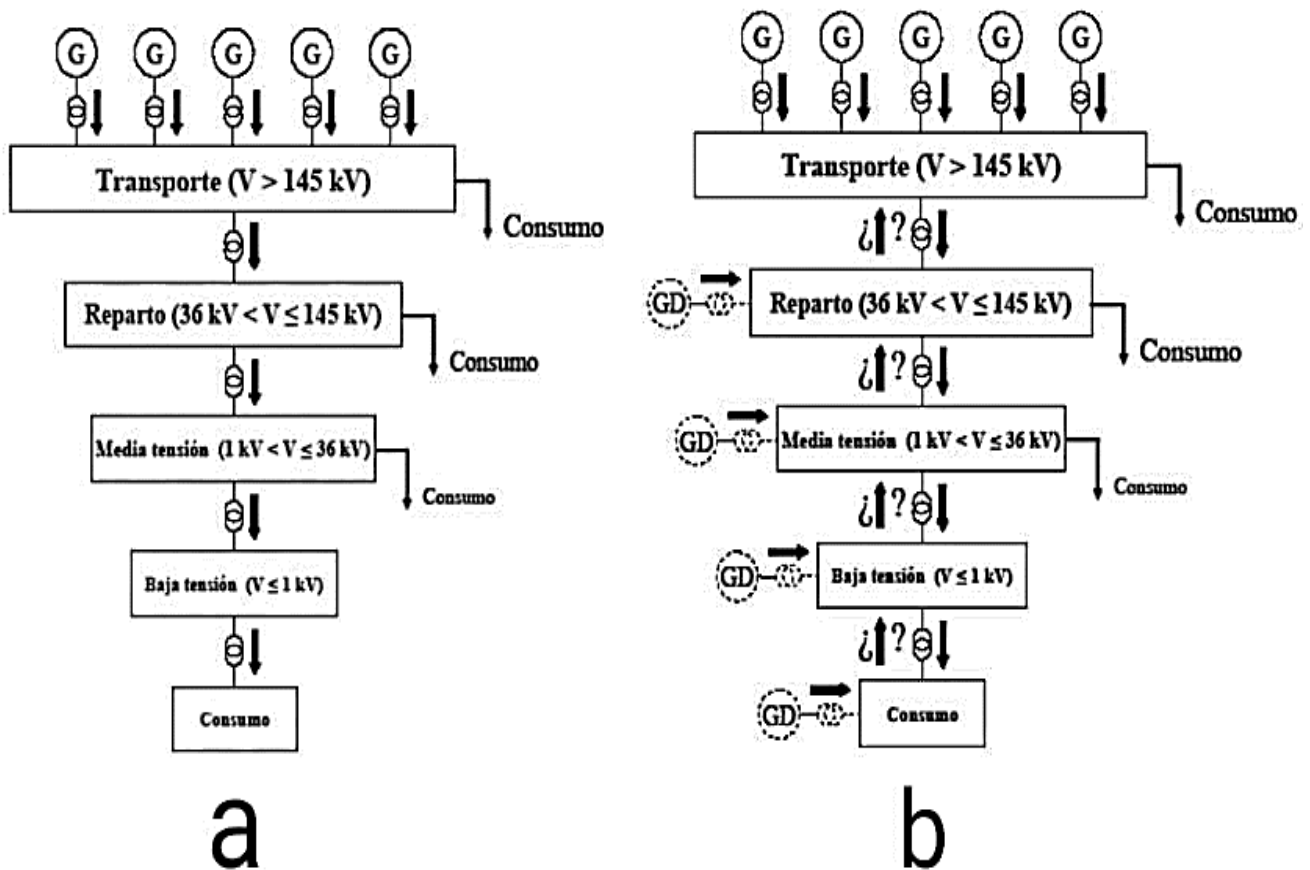 G G G G G
Transporte (V > 145 kV)
Consumo
Reparto (36 kV < V ≤ 145 kV)
Consumo
Media tensión (1 kV < V ≤ 36 kV)
Consumo
Baja tensión (V ≤ 1 kV)
Consumo
a
G G G G G
Transporte (V > 145 kV)
Consumo
¿ ?
GD
Reparto (36 kV < V ≤ 145 kV)
Consumo
¿ ?
GD
Media tensión (1 kV < V ≤ 36 kV)
Consumo
¿ ?
GD
Baja tensión (V ≤ 1 kV)
¿ ?
GD
Consumo
b